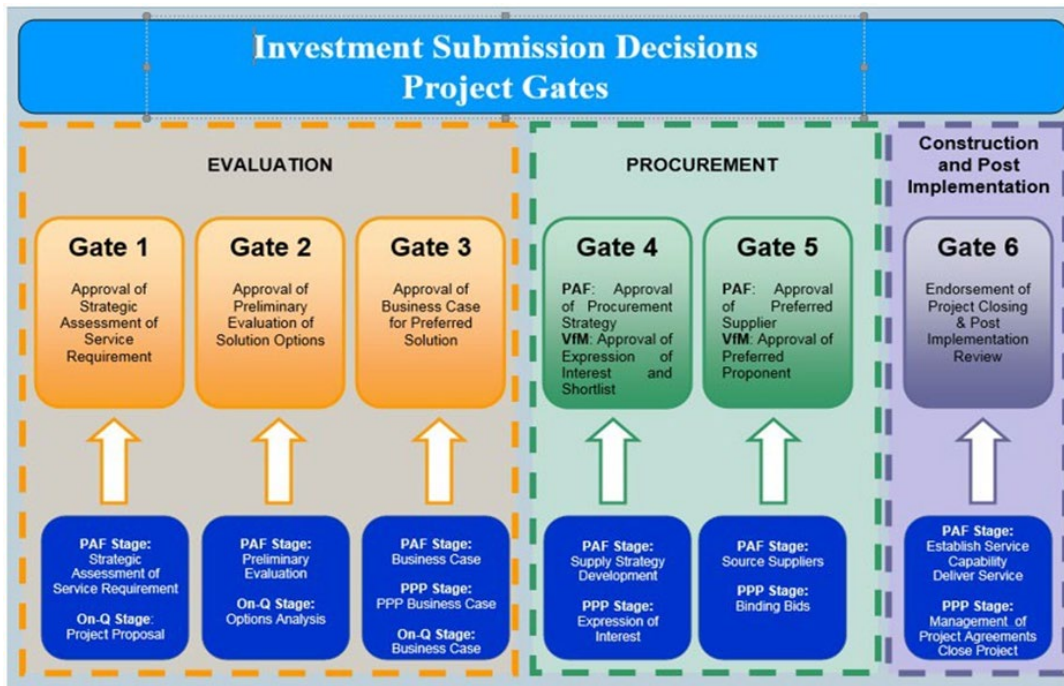 Investment Submission Decisions
Project Gates
EVALUATION
Gate 1
Approval of
Strategic
Assessment of
Service
Requirement
Gate 2
Approval of
Preliminary
Evaluation of
Solution Options
Gate 3
Approval of
Business Case
for Preferred
Solution
PAF Stage:
Strategic
Assessment of
Service Requirement
On-Q Stage:
Project Proposal
PAF Stage:
Preliminary
Evaluation
On-Q Stage:
Options Analysis
PAF Stage:
Business Case
PPP Stage:
PPP Business Case
On-Q Stage:
Business Case
PROCUREMENT
Gate 4
PAF: Approval
of Procurement
Strategy
VfM: Approval of
Expression of
Interest and
Shortlist
Gate 5
PAF: Approval
of Preferred
Supplier
VfM: Approval of
Preferred
Proponent
PAF Stage:
Supply Strategy
Development
PPP Stage:
Expression of
Interest
PAF Stage:
Source Suppliers
PPP Stage:
Binding Bids
Construction
and Post
Implementation
Gate 6
Endorsement of
Project Closing
& Post
Implementation
Review
PAF Stage:
Establish Service
Capability
Deliver Service
PPP Stage:
Management of
Project Agreements
Close Project